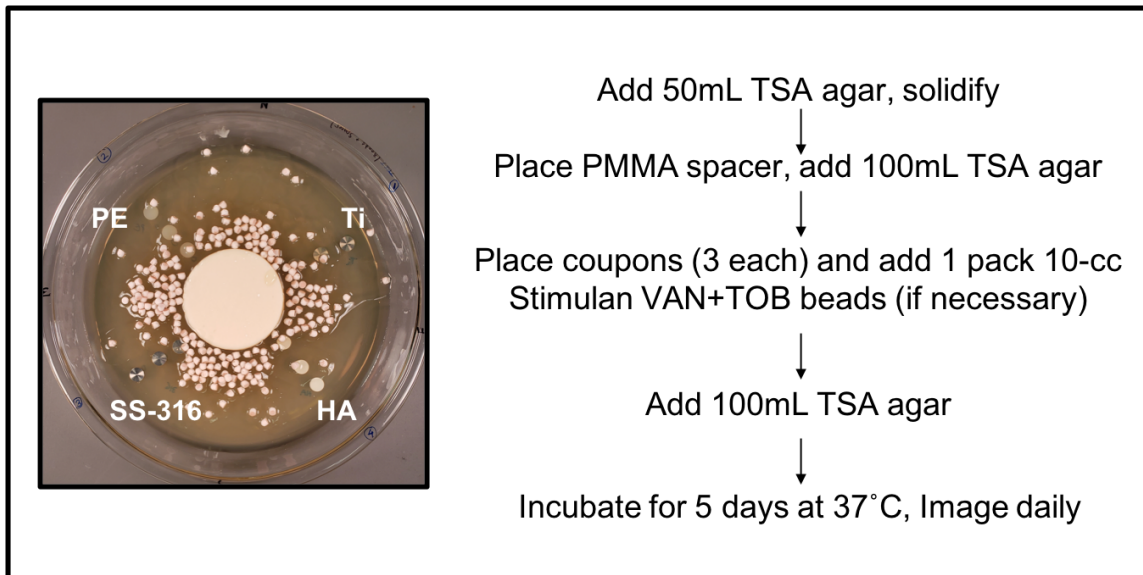 Add 50mL TSA agar, solidify
Place PMMA spacer, add 100mL TSA agar
PE
Ti
Place coupons (3 each) and add 1 pack 10-cc
Stimulan VAN+TOB beads (if necessary)
SS-316
HA
Add 100mL TSA agar
Incubate for 5 days at 37˚C, Image daily